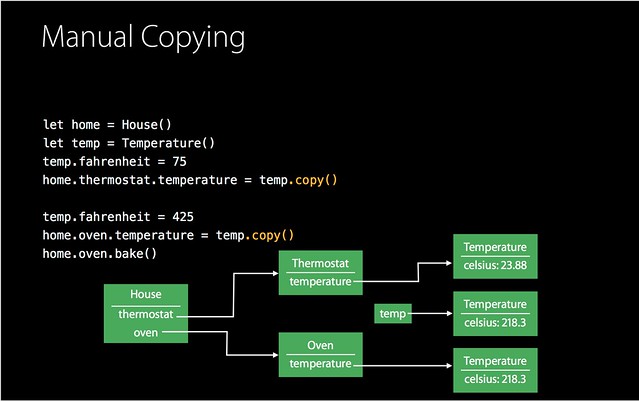 Manual Copying
let home = House()
let temp = Temperature()
temp.fahrenheit = 75
home.thermostat.temperature = temp.copy()
temp.fahrenheit = 425
home.oven.temperature = temp.copy()
home.oven.bake()
House
thermostat
oven
Thermostat
temperature
Oven
temperature
Temperature
celsius: 23.88
temp
Temperature
celsius: 218.3
Temperature
celsius: 218.3